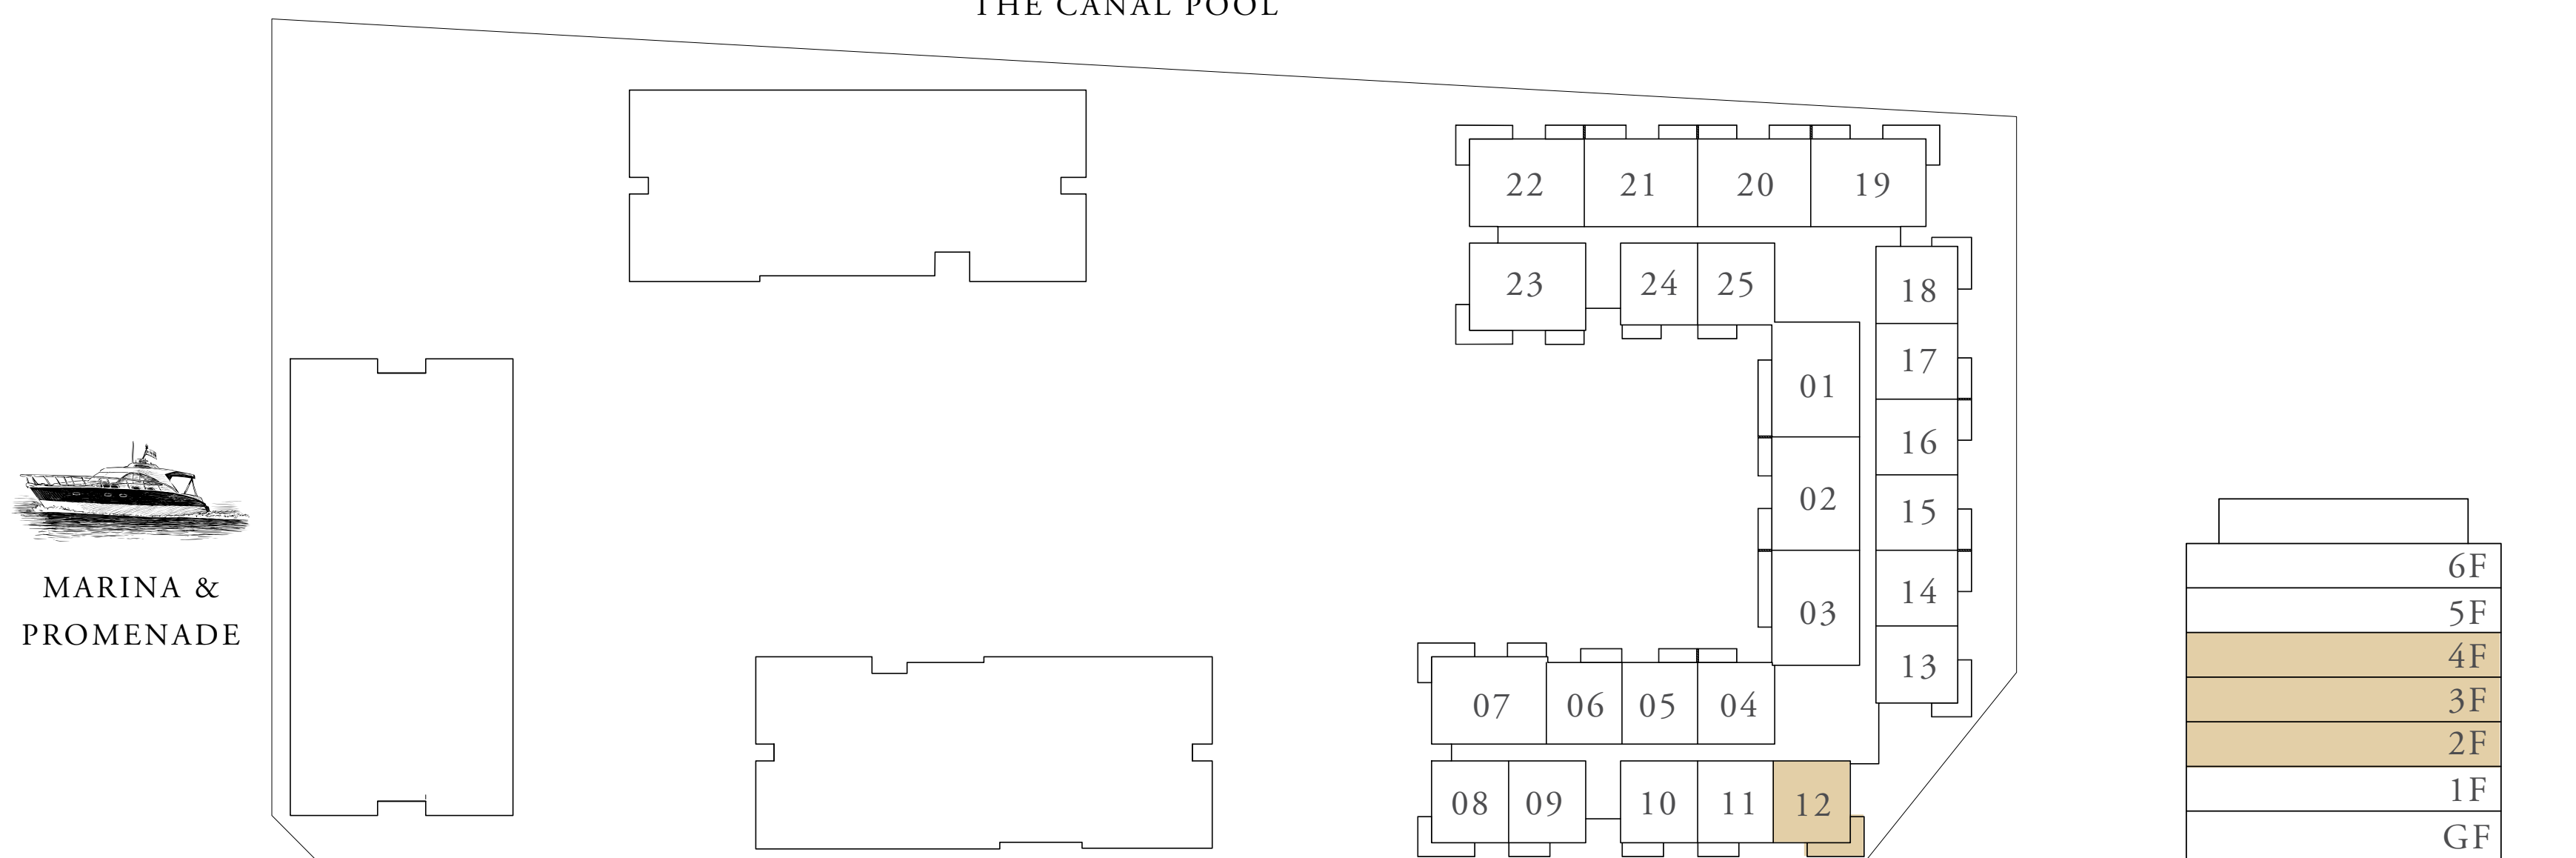 THE CANAL POOL
22 21 20 19
23 24 25
18
17
01
16
02
15
14
03
13
07 06 05 04
08 09 10 11 12
MARINA &
PROMENADE
6F
5F
4F
3F
2F
1F
GF